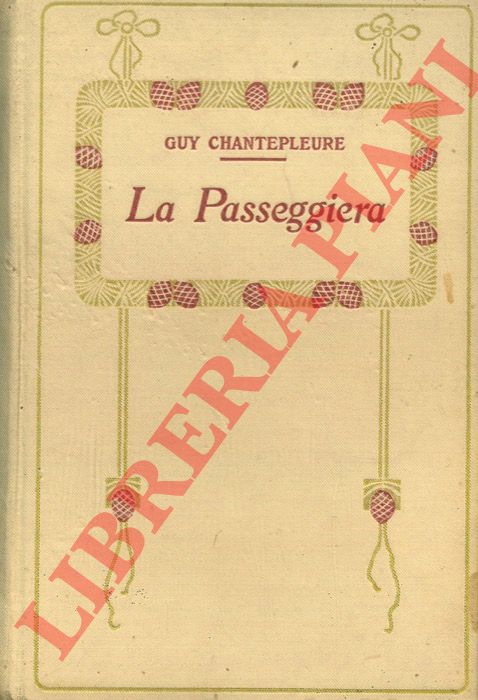 GUY CHANTEPLEURE
La Passeggiera
LIBRERIA PIANI